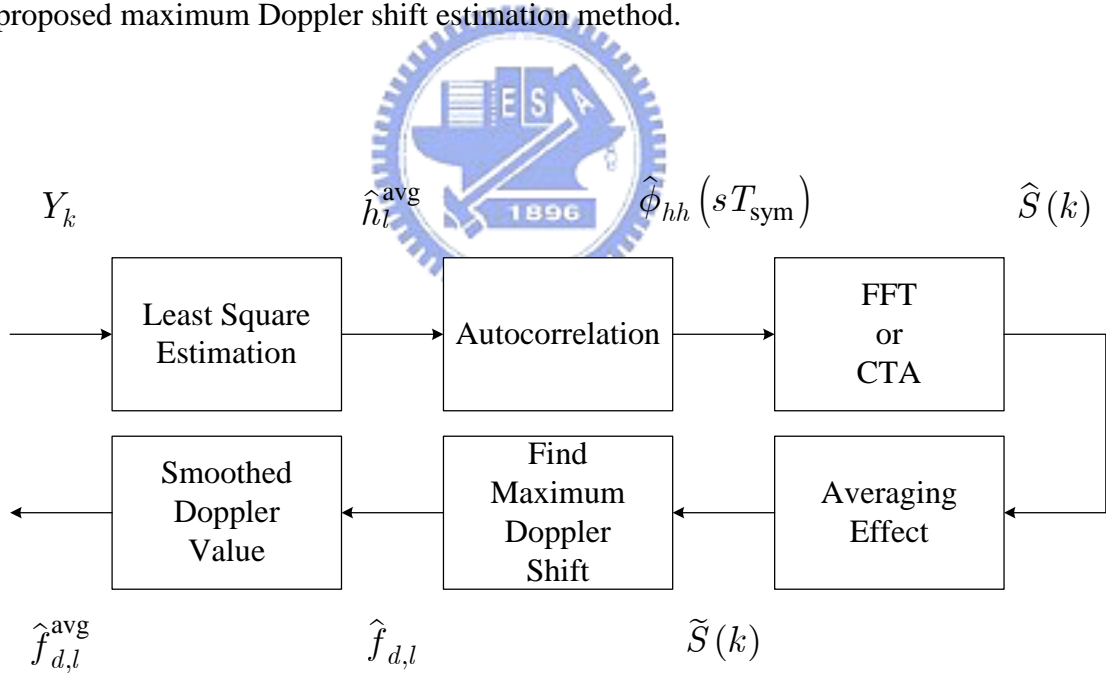 proposed maximum Doppler shift estimation method.
E S A
1896
Y_k
ĥ_l^avg
φ̂_hh (sT_sym)
Ŝ (k)
Least Square
Estimation
Autocorrelation
FFT
or
CTA
Smoothed
Doppler
Value
Find
Maximum
Doppler
Shift
Averaging
Effect
f̂_d,l^avg
f̂_d,l
S̃ (k)